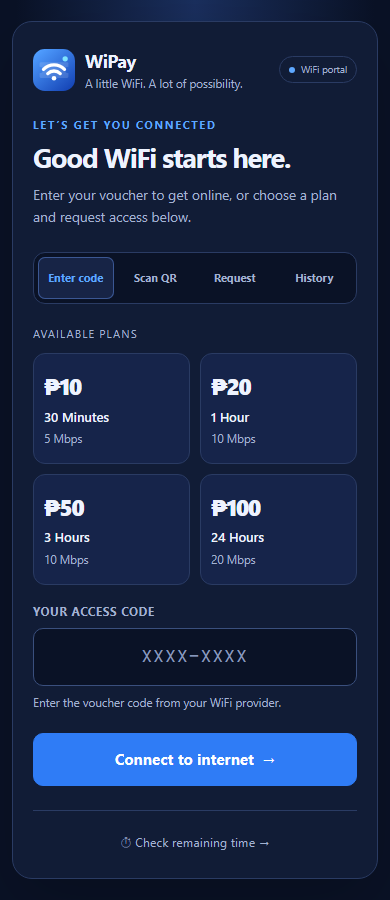 WiPay
A little WiFi. A lot of possibility.
WiFi portal
LET'S GET YOU CONNECTED
Good WiFi starts here.
Enter your voucher to get online, or choose a plan
and request access below.
Enter code
Scan QR
Request
History
AVAILABLE PLANS
₱10
30 Minutes
5 Mbps
₱20
1 Hour
10 Mbps
₱50
3 Hours
10 Mbps
₱100
24 Hours
20 Mbps
YOUR ACCESS CODE
XXXX-XXXX
Enter the voucher code from your WiFi provider.
Connect to internet →
⏱ Check remaining time →